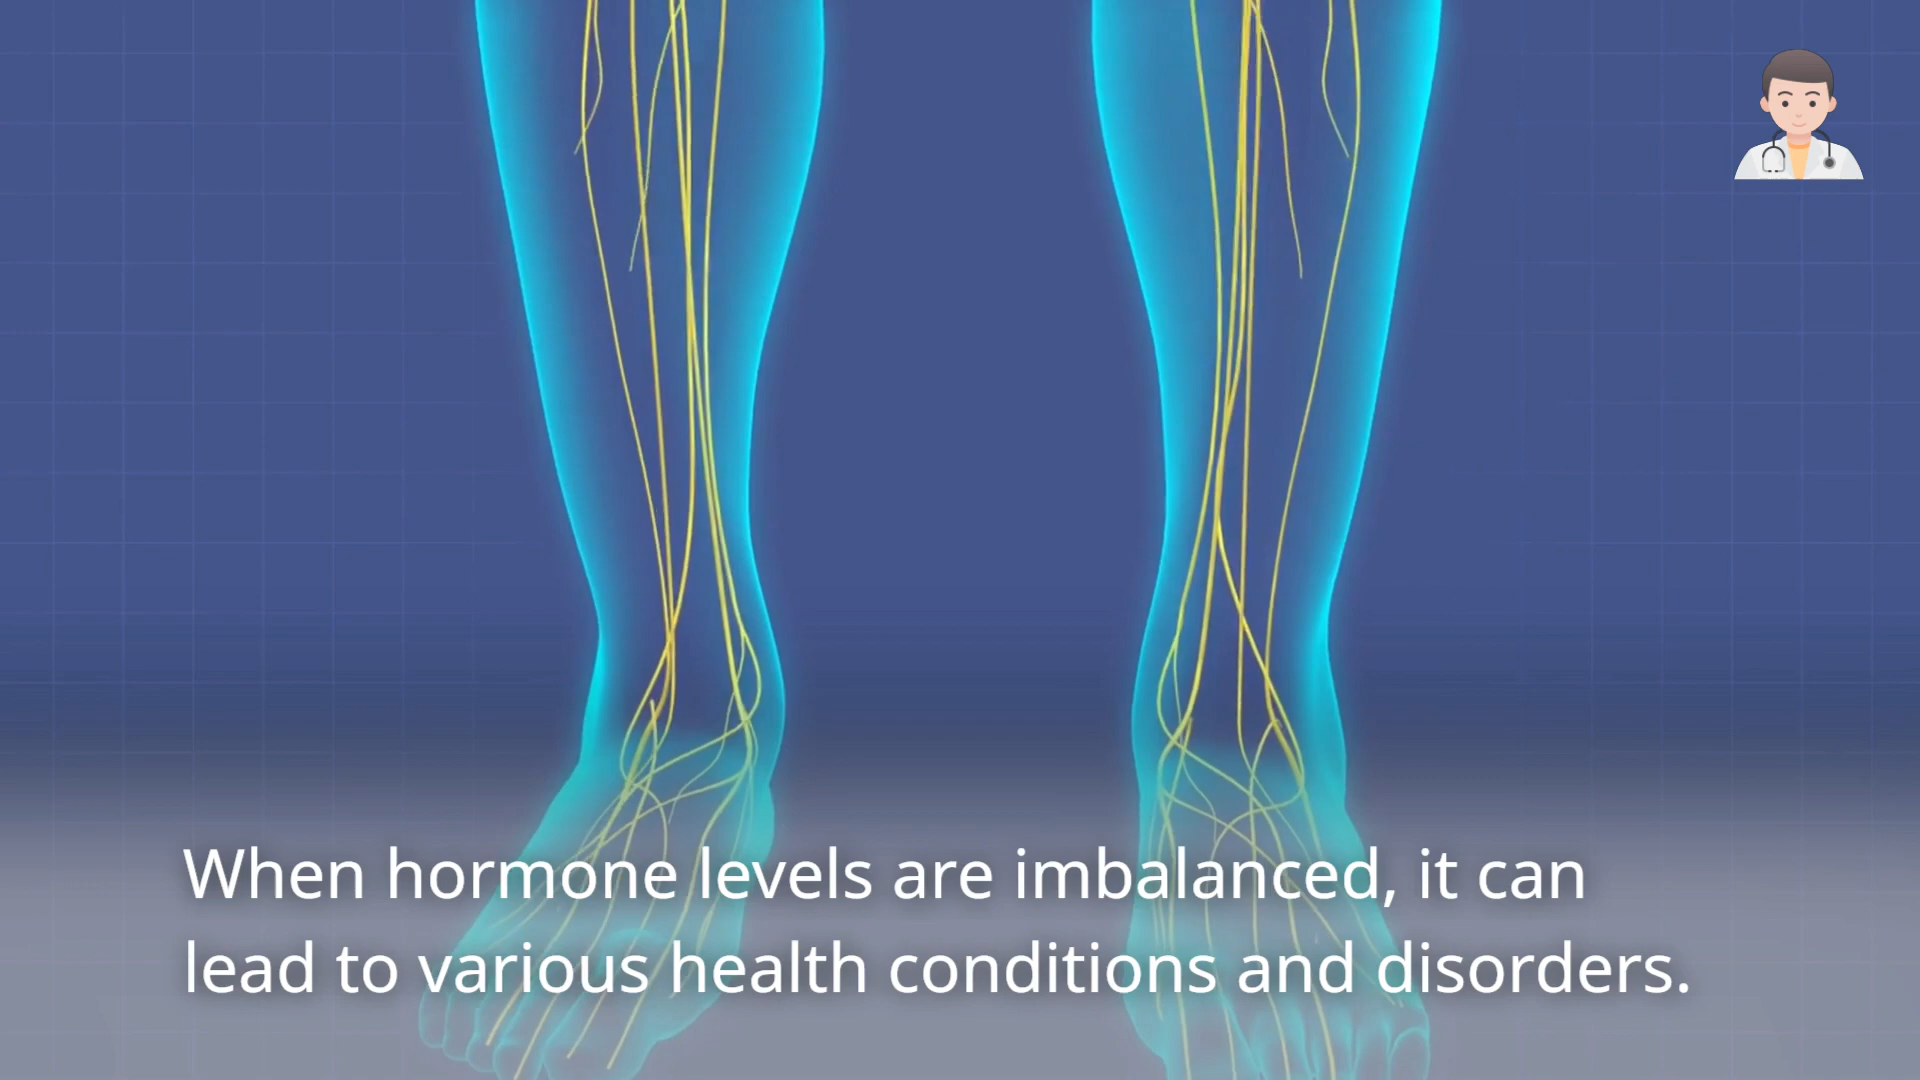 When hormone levels are imbalanced, it can
lead to various health conditions and disorders.